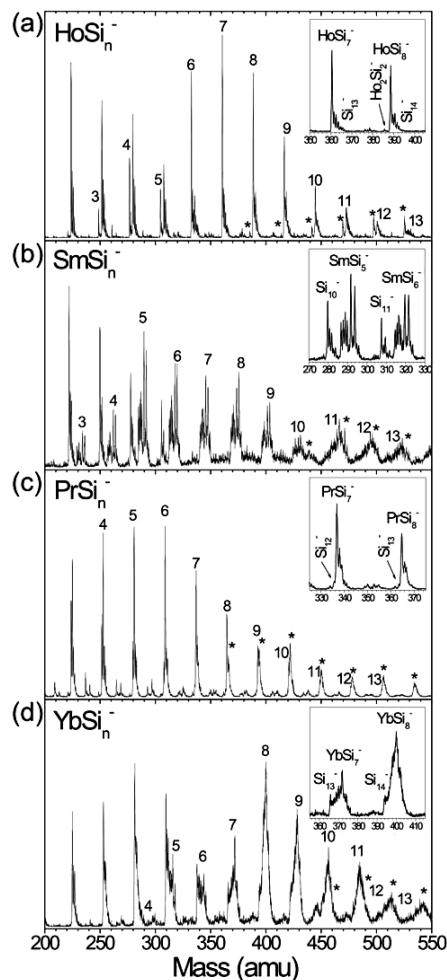 (a)
HoSiₙ⁻
3
4
5
6
7
8
9
10
11
12
13
* * * * * *
HoSi₇⁻
Si₁₃⁻
Ho₂Si₂⁻
HoSi₈⁻
Si₁₄⁻
360 370 380 390 400
(b)
SmSiₙ⁻
3
4
5
6
7
8
9
10
11
12
13
* * * *
Si₁₀⁻
SmSi₅⁻
Si₁₁⁻
SmSi₆⁻
270 280 290 300 310 320 330
(c)
PrSiₙ⁻
4
5
6
7
8
9
10
11
12
13
* * * * * * *
Si₁₂⁻
PrSi₇⁻
Si₁₃⁻
PrSi₈⁻
330 340 350 360 370
(d)
YbSiₙ⁻
4
5
6
7
8
9
10
11
12
13
* * * *
Si₁₃⁻
YbSi₇⁻
Si₁₄⁻
YbSi₈⁻
360 370 385 400 415
200 250 300 350 400 450 500 550
Mass (amu)